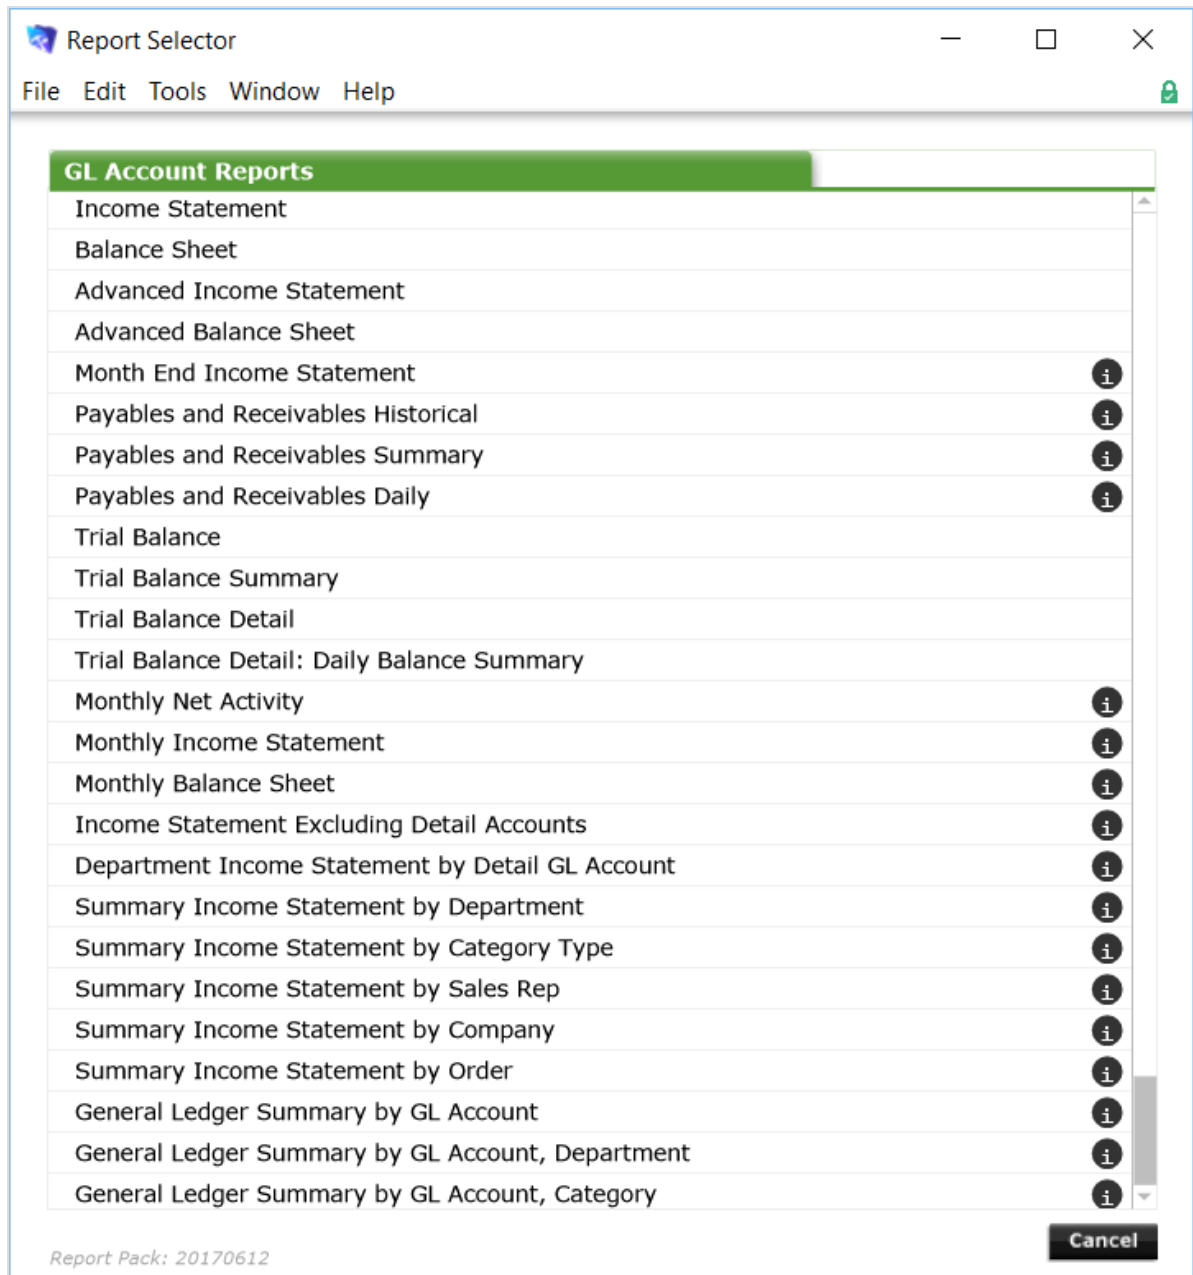 Report Selector
File Edit Tools Window Help
GL Account Reports
Income Statement
Balance Sheet
Advanced Income Statement
Advanced Balance Sheet
Month End Income Statement i
Payables and Receivables Historical i
Payables and Receivables Summary i
Payables and Receivables Daily i
Trial Balance
Trial Balance Summary
Trial Balance Detail
Trial Balance Detail: Daily Balance Summary
Monthly Net Activity i
Monthly Income Statement i
Monthly Balance Sheet i
Income Statement Excluding Detail Accounts i
Department Income Statement by Detail GL Account i
Summary Income Statement by Department i
Summary Income Statement by Category Type i
Summary Income Statement by Sales Rep i
Summary Income Statement by Company i
Summary Income Statement by Order i
General Ledger Summary by GL Account i
General Ledger Summary by GL Account, Department i
General Ledger Summary by GL Account, Category i
Cancel
Report Pack: 20170612